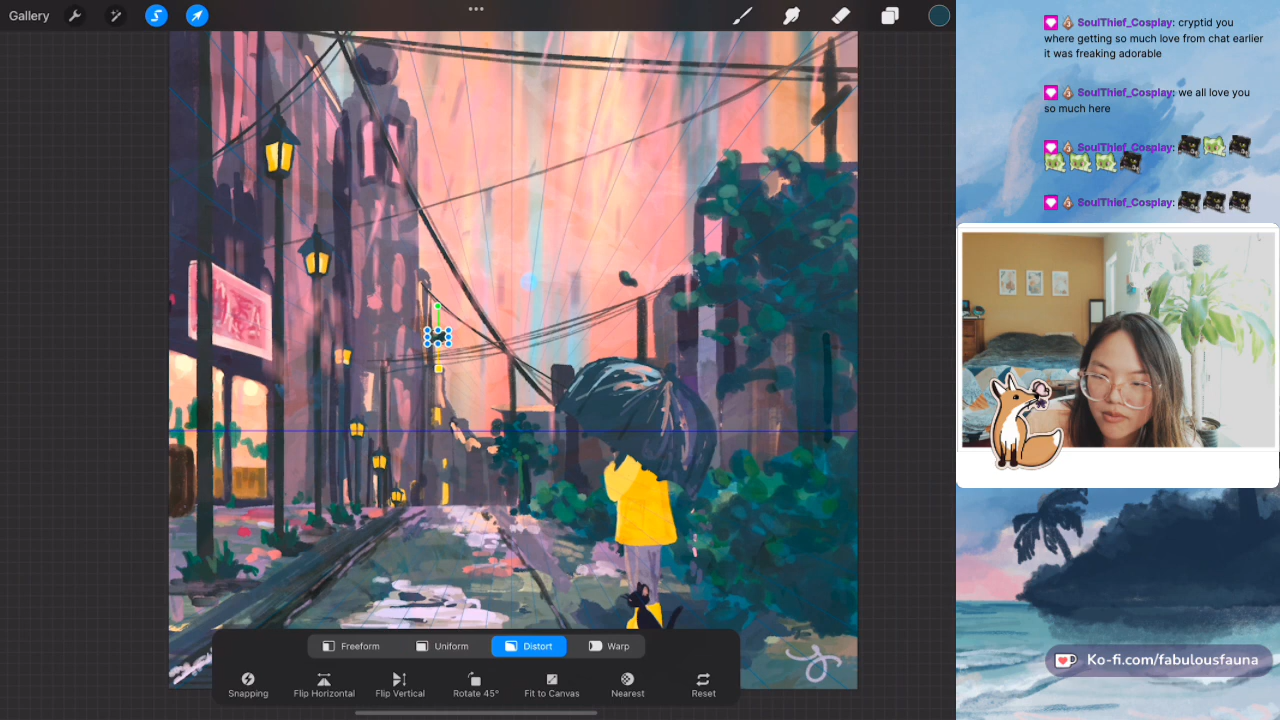 Gallery
SoulThief_Cosplay: cryptid you
where getting so much love from chat earlier
it was freaking adorable
SoulThief_Cosplay: we all love you
so much here
SoulThief_Cosplay:
SoulThief_Cosplay:
Freeform
Uniform
Distort
Warp
Snapping
Flip Horizontal
Flip Vertical
Rotate 45°
Fit to Canvas
Nearest
Reset
Ko-fi.com/fabulousfauna